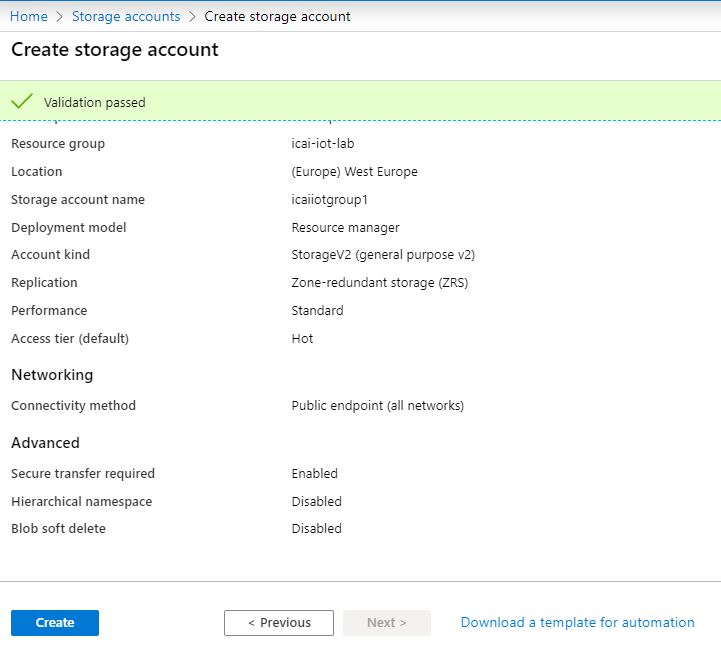 Home > Storage accounts > Create storage account
Create storage account
Validation passed
Resource group icai-iot-lab
Location (Europe) West Europe
Storage account name icaiiotgroup1
Deployment model Resource manager
Account kind StorageV2 (general purpose v2)
Replication Zone-redundant storage (ZRS)
Performance Standard
Access tier (default) Hot
Networking
Connectivity method Public endpoint (all networks)
Advanced
Secure transfer required Enabled
Hierarchical namespace Disabled
Blob soft delete Disabled
Create < Previous Next > Download a template for automation